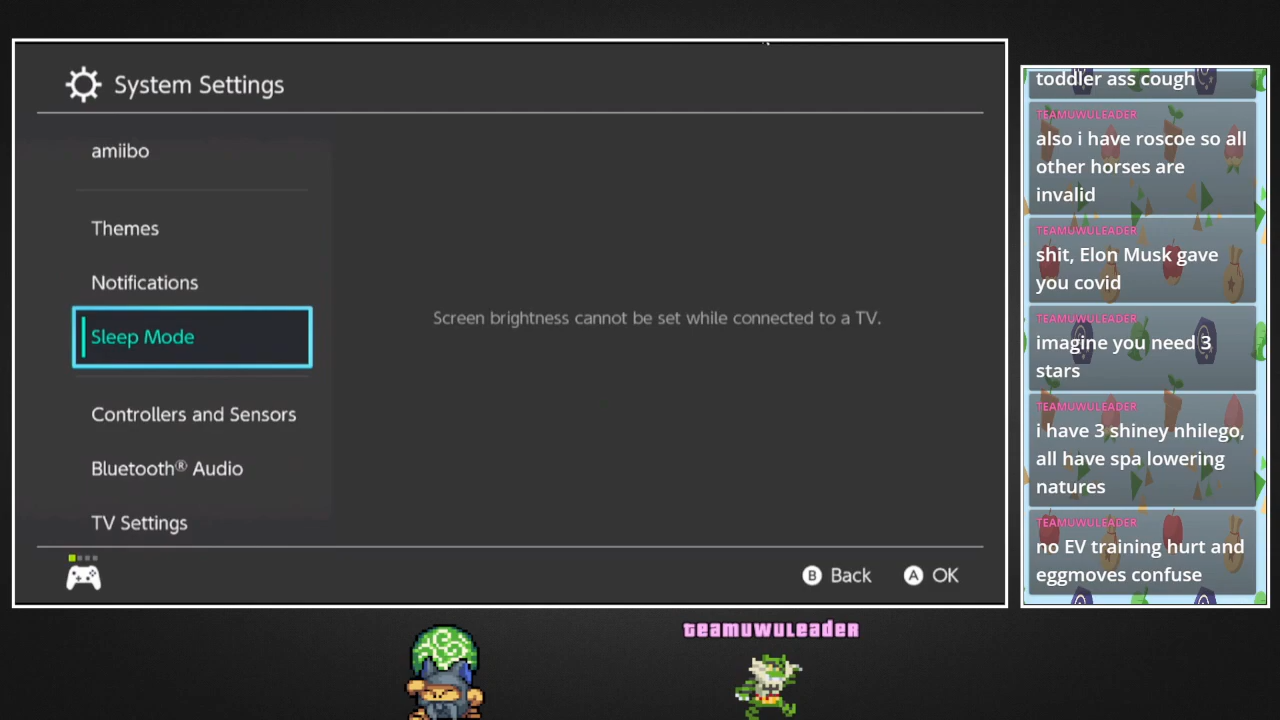 System Settings
amiibo
Themes
Notifications
Sleep Mode
Controllers and Sensors
Bluetooth® Audio
TV Settings
Screen brightness cannot be set while connected to a TV.
B Back
A OK
toddler ass cough
TEAMUWULEADER
also i have roscoe so all
other horses are
invalid
TEAMUWULEADER
shit, Elon Musk gave
you covid
TEAMUWULEADER
imagine you need 3
stars
TEAMUWULEADER
i have 3 shiney nhilego,
all have spa lowering
natures
TEAMUWULEADER
no EV training hurt and
eggmoves confuse
TEAMUWULEADER